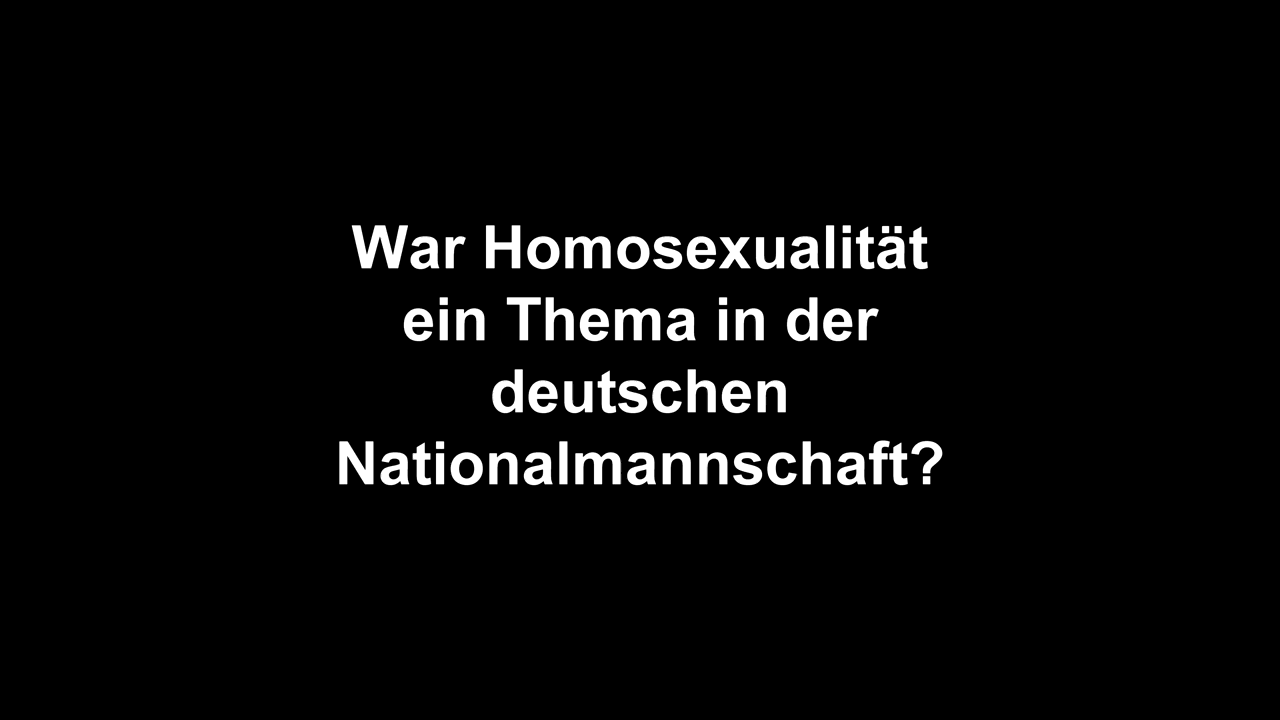 War Homosexualität
ein Thema in der
deutschen
Nationalmannschaft?